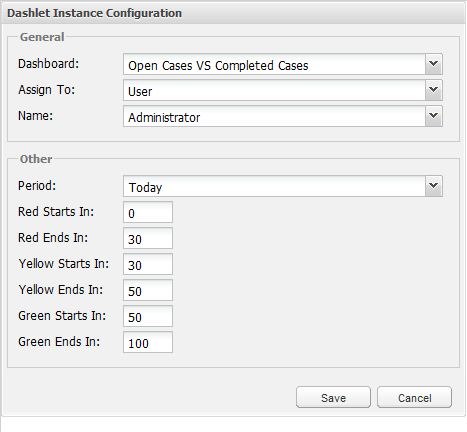 Dashlet Instance Configuration
General
Dashboard: Open Cases VS Completed Cases
Assign To: User
Name: Administrator
Other
Period: Today
Red Starts In: 0
Red Ends In: 30
Yellow Starts In: 30
Yellow Ends In: 50
Green Starts In: 50
Green Ends In: 100
Save Cancel